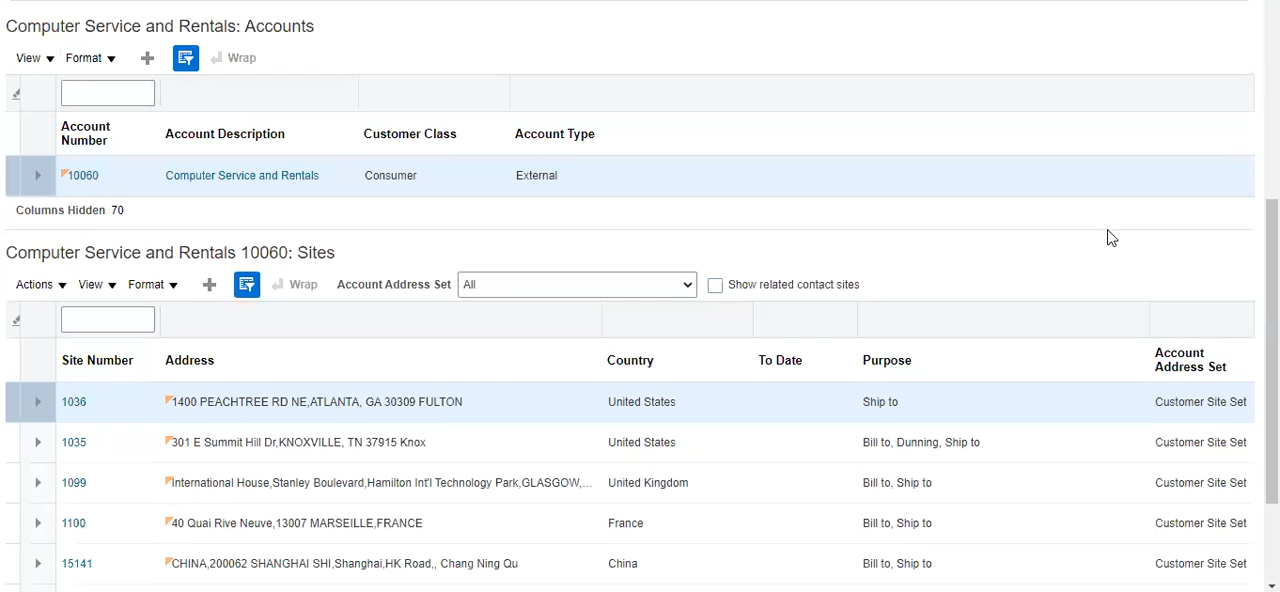 Computer Service and Rentals: Accounts
View Format Wrap
Account Number Account Description Customer Class Account Type
10060 Computer Service and Rentals Consumer External
Columns Hidden 70
Computer Service and Rentals 10060: Sites
Actions View Format Wrap Account Address Set All Show related contact sites
Site Number Address Country To Date Purpose Account Address Set
1036 1400 PEACHTREE RD NE,ATLANTA, GA 30309 FULTON United States Ship to Customer Site Set
1035 301 E Summit Hill Dr,KNOXVILLE, TN 37915 Knox United States Bill to, Dunning, Ship to Customer Site Set
1099 International House,Stanley Boulevard,Hamilton Int'l Technology Park,GLASGOW,... United Kingdom Bill to, Ship to Customer Site Set
1100 40 Quai Rive Neuve,13007 MARSEILLE,FRANCE France Bill to, Ship to Customer Site Set
15141 CHINA,200062 SHANGHAI SHI,Shanghai,HK Road,, Chang Ning Qu China Bill to, Ship to Customer Site Set